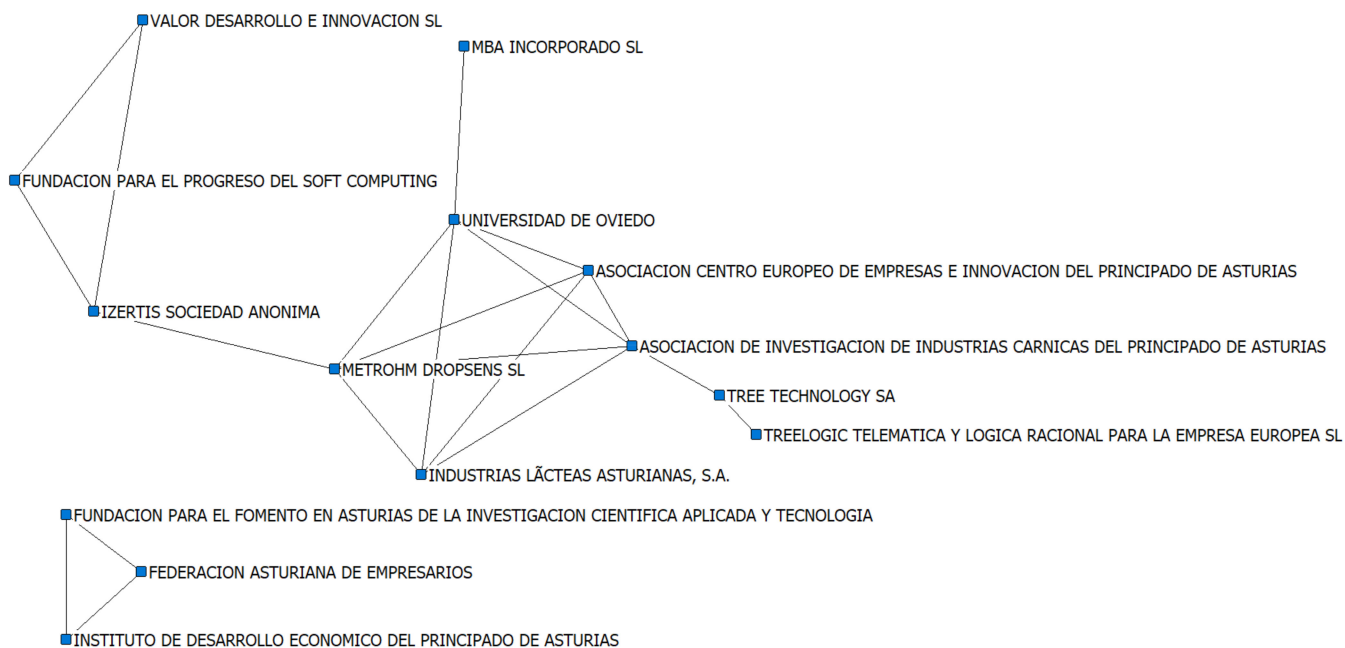 VALOR DESARROLLO E INNOVACION SL
MBA INCORPORADO SL
FUNDACION PARA EL PROGRESO DEL SOFT COMPUTING
UNIVERSIDAD DE OVIEDO
ASOCIACION CENTRO EUROPEO DE EMPRESAS E INNOVACION DEL PRINCIPADO DE ASTURIAS
IZERTIS SOCIEDAD ANONIMA
ASOCIACION DE INVESTIGACION DE INDUSTRIAS CARNICAS DEL PRINCIPADO DE ASTURIAS
METROHM DROPSENS SL
TREE TECHNOLOGY SA
TREELOGIC TELEMATICA Y LOGICA RACIONAL PARA LA EMPRESA EUROPEA SL
INDUSTRIAS LÃCTEAS ASTURIANAS, S.A.
FUNDACION PARA EL FOMENTO EN ASTURIAS DE LA INVESTIGACION CIENTIFICA APLICADA Y TECNOLOGIA
FEDERACION ASTURIANA DE EMPRESARIOS
INSTITUTO DE DESARROLLO ECONOMICO DEL PRINCIPADO DE ASTURIAS